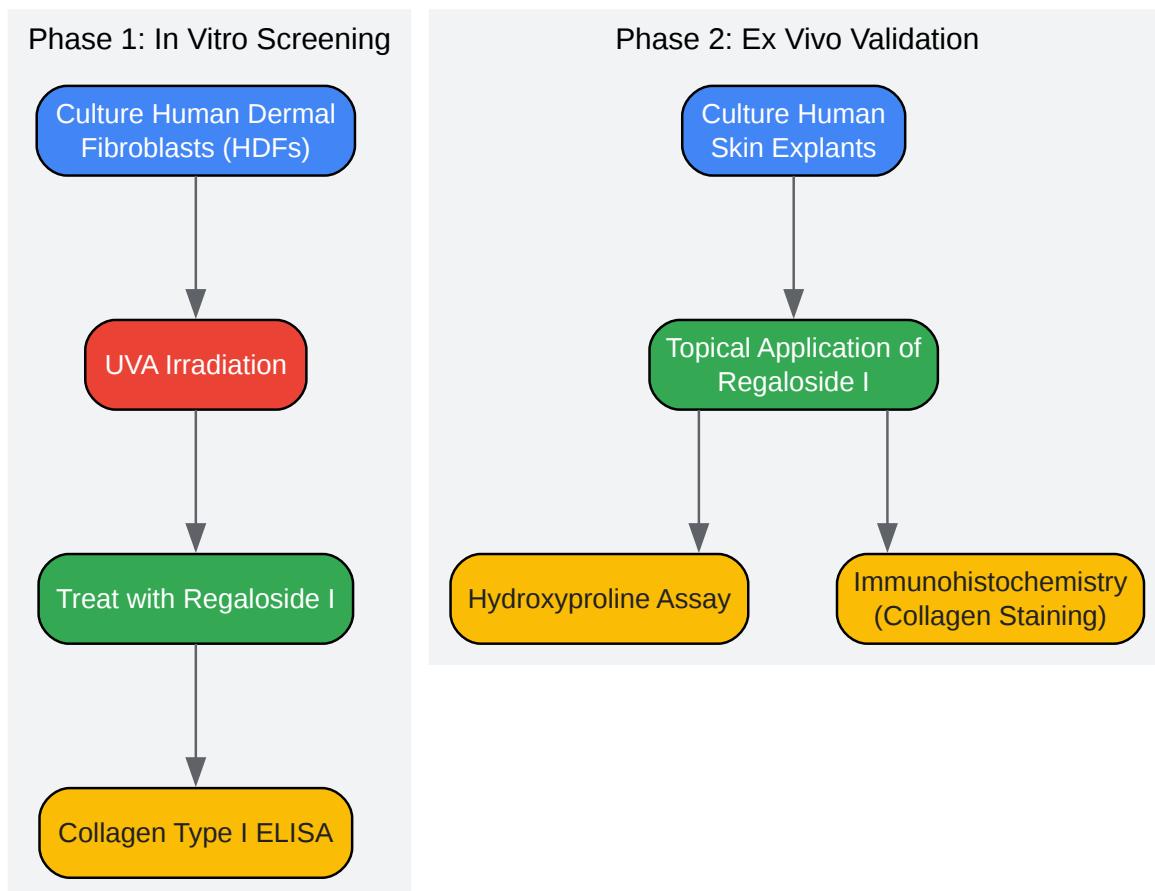 Phase 1: In Vitro Screening
Culture Human Dermal
Fibroblasts (HDFs)
UVA Irradiation
Treat with Regaloside I
Collagen Type I ELISA
Phase 2: Ex Vivo Validation
Culture Human
Skin Explants
Topical Application of
Regaloside I
Hydroxyproline Assay
Immunohistochemistry
(Collagen Staining)